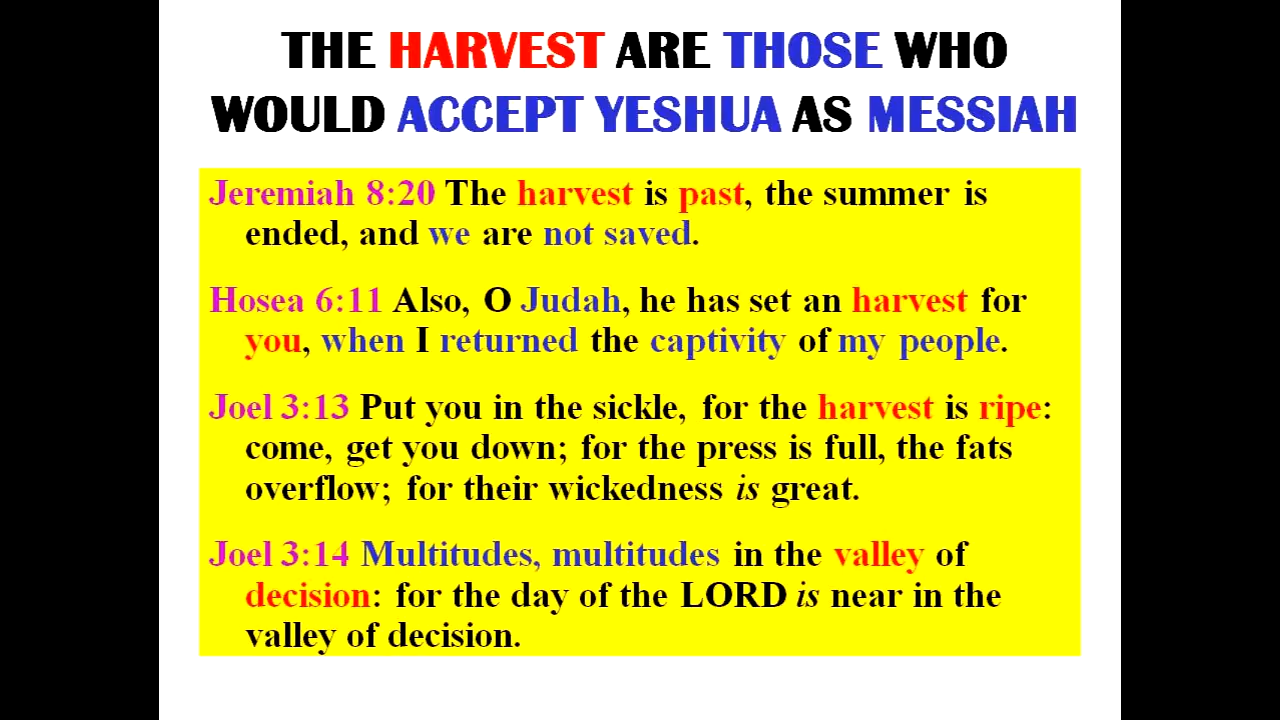 THE HARVEST ARE THOSE WHO
WOULD ACCEPT YESHUA AS MESSIAH
Jeremiah 8:20 The harvest is past, the summer is
ended, and we are not saved.
Hosea 6:11 Also, O Judah, he has set an harvest for
you, when I returned the captivity of my people.
Joel 3:13 Put you in the sickle, for the harvest is ripe:
come, get you down; for the press is full, the fats
overflow; for their wickedness is great.
Joel 3:14 Multitudes, multitudes in the valley of
decision: for the day of the LORD is near in the
valley of decision.